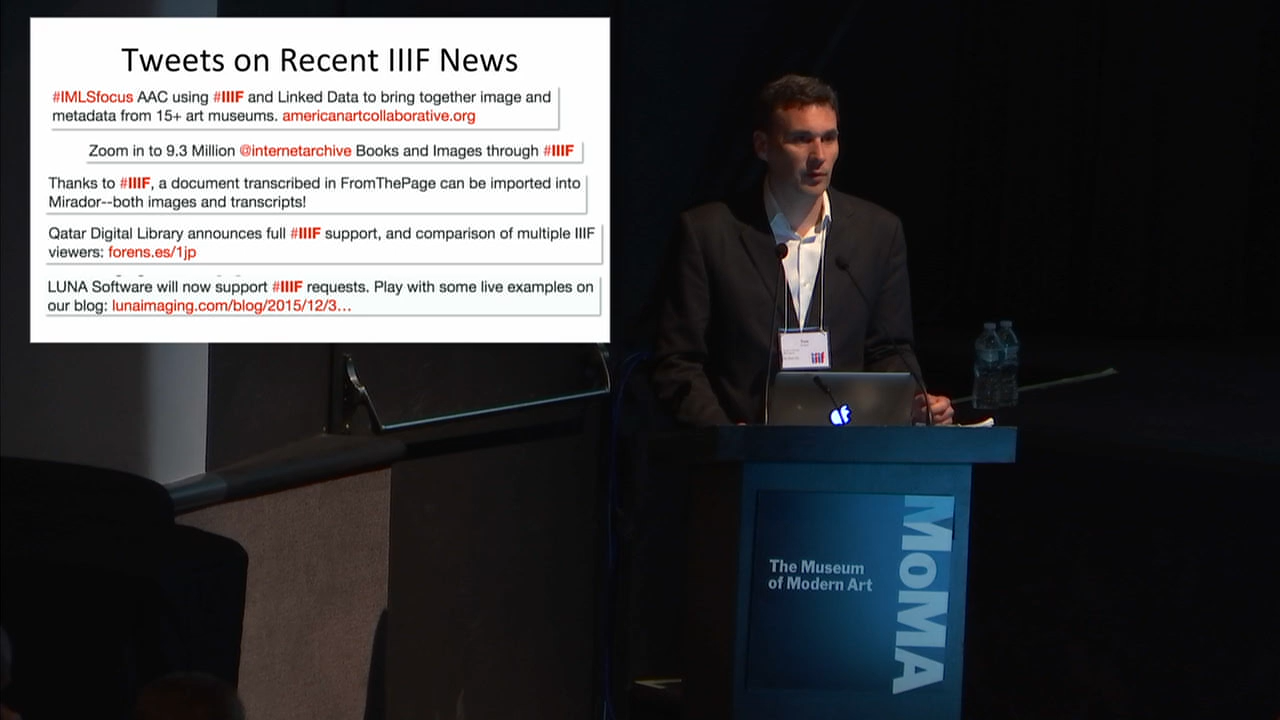 Tweets on Recent IIIF News
#IMLSfocus AAC using #IIIF and Linked Data to bring together image and
metadata from 15+ art museums. americanartcollaborative.org
Zoom in to 9.3 Million @internetarchive Books and Images through #IIIF
Thanks to #IIIF, a document transcribed in FromThePage can be imported into
Mirador--both images and transcripts!
Qatar Digital Library announces full #IIIF support, and comparison of multiple IIIF
viewers: forens.es/1jp
LUNA Software will now support #IIIF requests. Play with some live examples on
our blog: lunaimaging.com/blog/2015/12/3...
iiif
The Museum
of Modern Art
MoMA